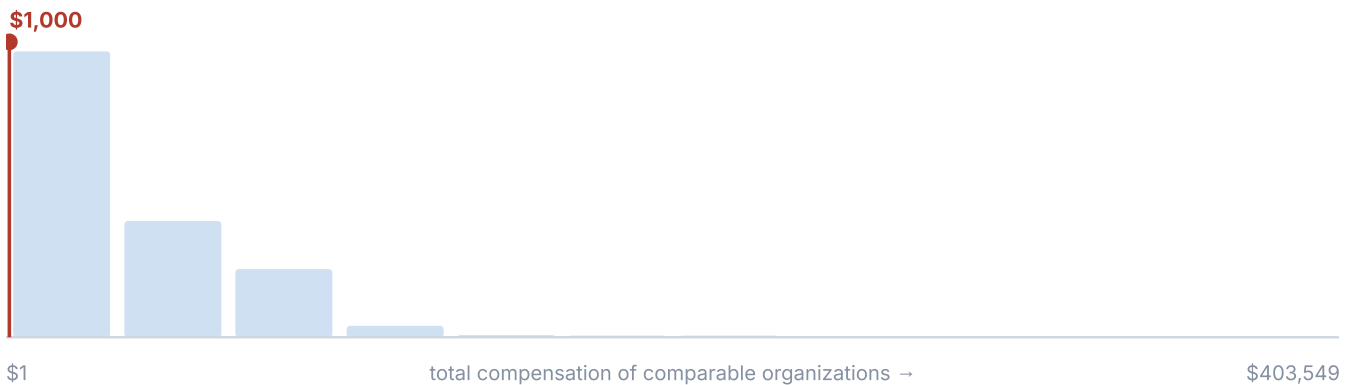 $1,000
$1 total compensation of comparable organizations → $403,549